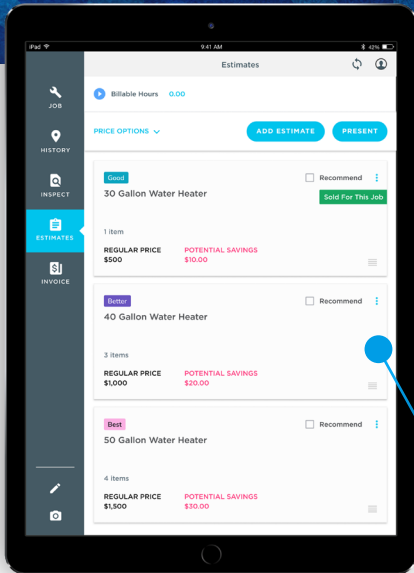 iPad 9:41 AM 42%
Estimates
JOB
HISTORY
INSPECT
ESTIMATES
INVOICE
Billable Hours 0.00
PRICE OPTIONS ADD ESTIMATE PRESENT
Good Recommend
30 Gallon Water Heater Sold For This Job
1 item
REGULAR PRICE POTENTIAL SAVINGS
$500 $10.00
Better Recommend
40 Gallon Water Heater
3 items
REGULAR PRICE POTENTIAL SAVINGS
$1,000 $20.00
Best Recommend
50 Gallon Water Heater
4 items
REGULAR PRICE POTENTIAL SAVINGS
$1,500 $30.00